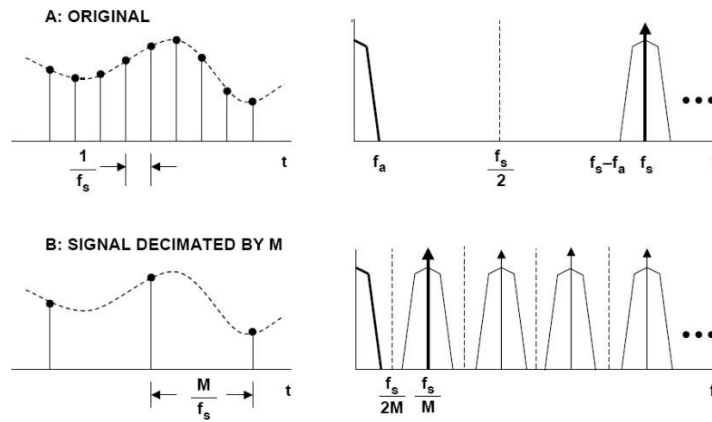 A: ORIGINAL
1
f_s
t
f_a
f_s
2
f_s–f_a
f_s
B: SIGNAL DECIMATED BY M
M
f_s
t
f_s
2M
f_s
M
f